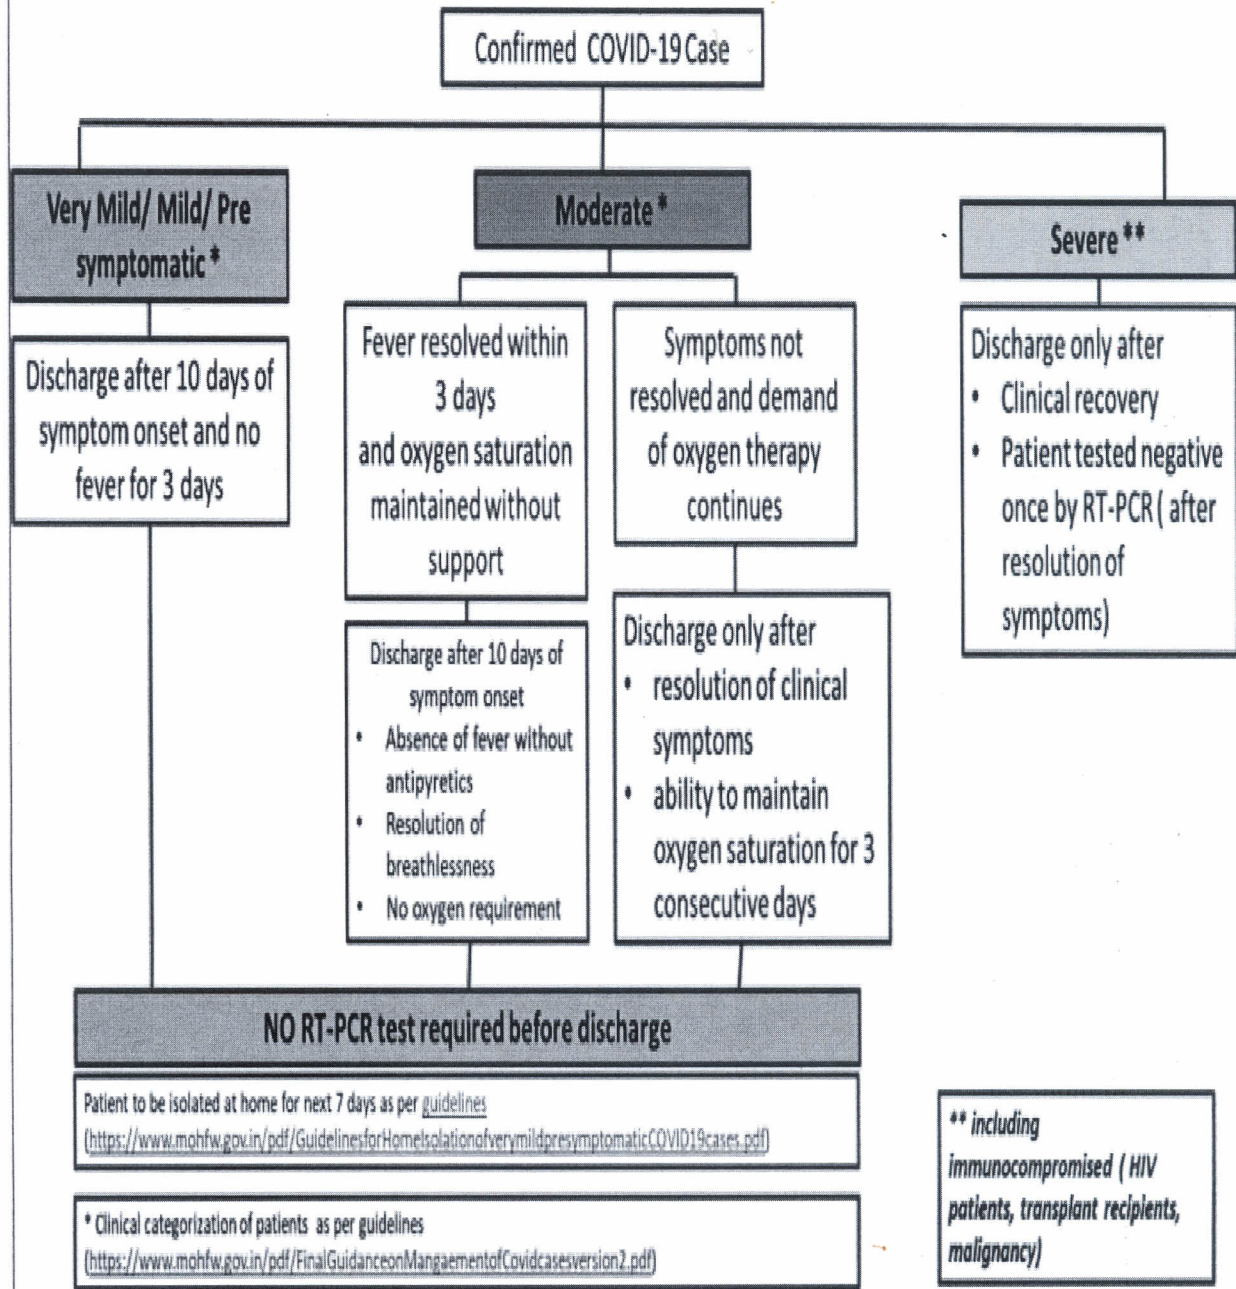 Confirmed COVID-19 Case
Very Mild/ Mild/ Pre
symptomatic *
Discharge after 10 days of
symptom onset and no
fever for 3 days
Moderate *
Fever resolved within
3 days
and oxygen saturation
maintained without
support
Discharge after 10 days of
symptom onset
• Absence of fever without
antipyretics
• Resolution of
breathlessness
• No oxygen requirement
Symptoms not
resolved and demand
of oxygen therapy
continues
Discharge only after
• resolution of clinical
symptoms
• ability to maintain
oxygen saturation for 3
consecutive days
Severe **
Discharge only after
• Clinical recovery
• Patient tested negative
once by RT-PCR ( after
resolution of
symptoms)
NO RT-PCR test required before discharge
Patient to be isolated at home for next 7 days as per guidelines
(https://www.mohfw.gov.in/pdf/GuidelinesforHomeIsolationofverymildpresymptomaticCOVID19cases.pdf)
* Clinical categorization of patients as per guidelines
(https://www.mohfw.gov.in/pdf/FinalGuidanceonMangaementofCovidcasesversion2.pdf)
** including
immunocompromised ( HIV
patients, transplant recipients,
malignancy)